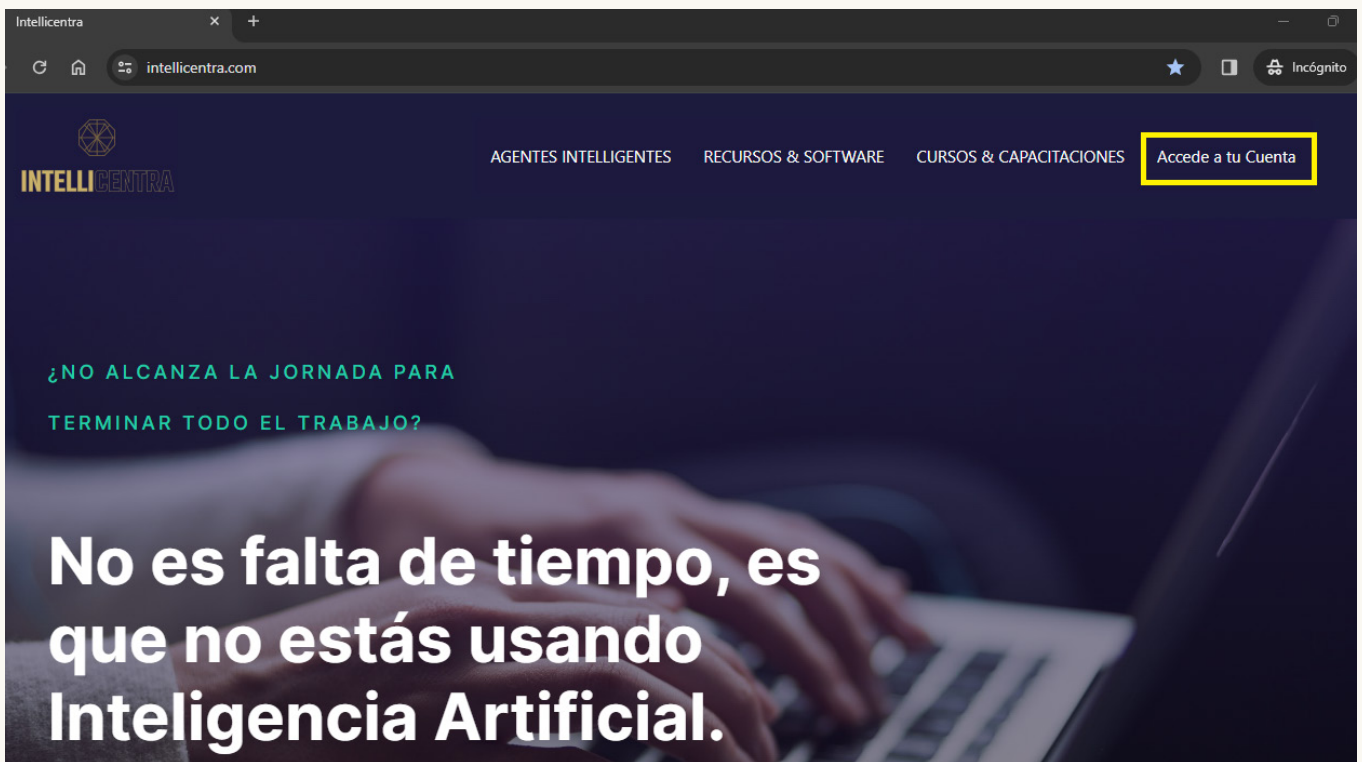 Intellicentra
intellicentra.com
Incógnito
INTELLICENTRA
AGENTES INTELLIGENTES
RECURSOS & SOFTWARE
CURSOS & CAPACITACIONES
Accede a tu Cuenta
¿NO ALCANZA LA JORNADA PARA
TERMINAR TODO EL TRABAJO?
No es falta de tiempo, es
que no estás usando
Inteligencia Artificial.